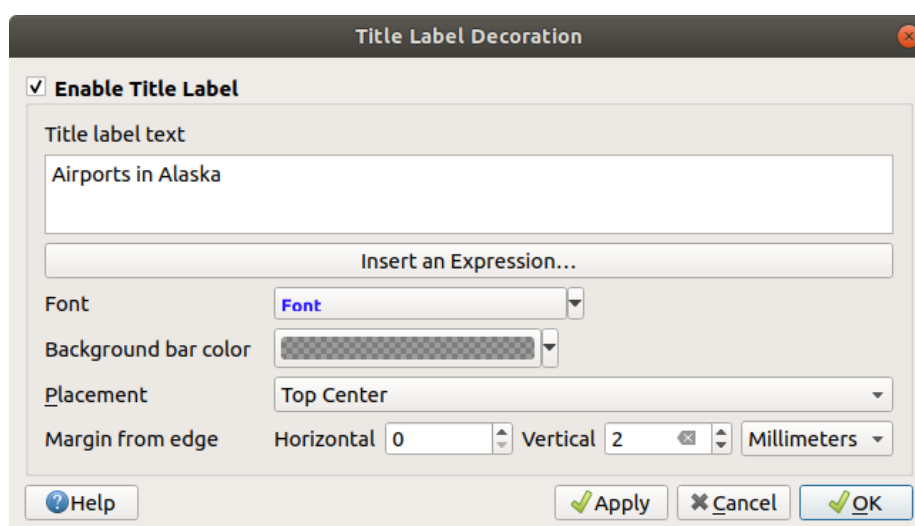 Title Label Decoration
Enable Title Label
Title label text
Airports in Alaska
Insert an Expression...
Font Font
Background bar color
Placement Top Center
Margin from edge Horizontal 0 Vertical 2 Millimeters
Help Apply Cancel OK